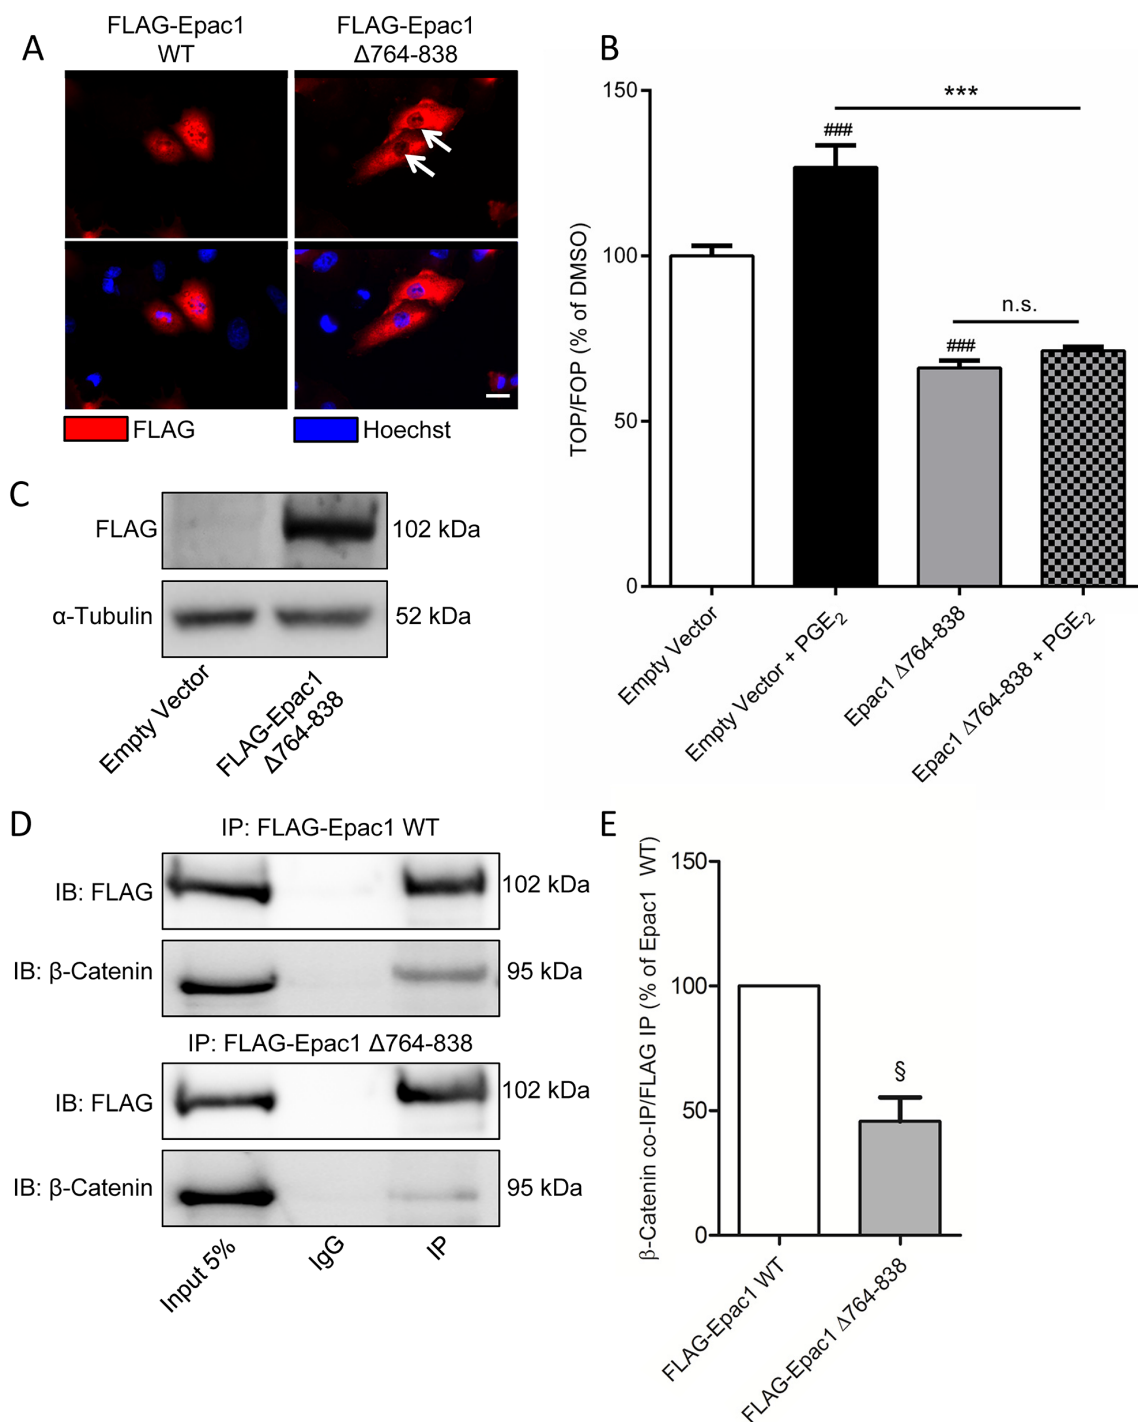 A
FLAG-Epac1
WT
FLAG-Epac1
Δ764-838
FLAG
Hoechst
B
TOP/FOP (% of DMSO)
150
100
50
0
***
###
n.s.
###
Empty Vector
Empty Vector + PGE₂
Epac1 Δ764-838
Epac1 Δ764-838 + PGE₂
C
FLAG
102 kDa
α-Tubulin
52 kDa
Empty Vector
FLAG-Epac1
Δ764-838
D
IP: FLAG-Epac1 WT
IB: FLAG
102 kDa
IB: β-Catenin
95 kDa
IP: FLAG-Epac1 Δ764-838
IB: FLAG
102 kDa
IB: β-Catenin
95 kDa
Input 5%
IgG
IP
E
β-Catenin co-IP/FLAG IP (% of Epac1 WT)
150
100
50
0
§
FLAG-Epac1 WT
FLAG-Epac1 Δ764-838